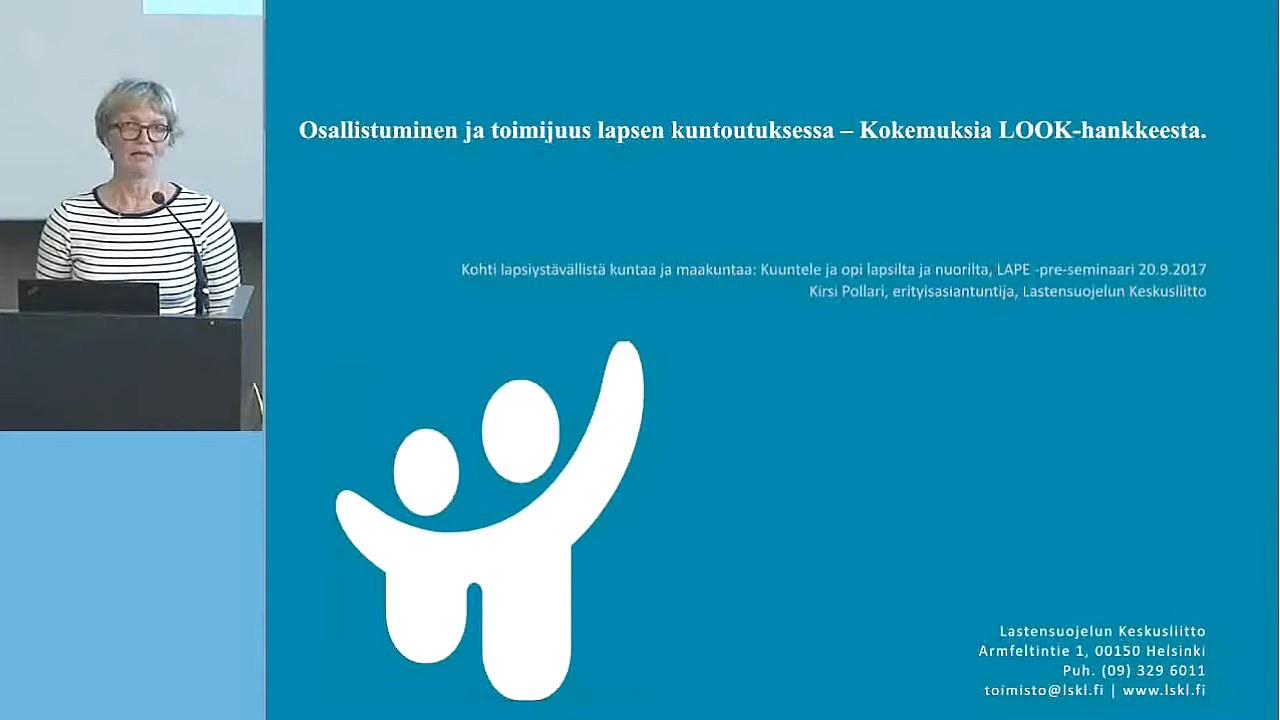 Osallistuminen ja toimijuus lapsen kuntoutuksessa – Kokemuksia LOOK-hankkeesta.
Kohti lapsiystävällistä kuntaa ja maakuntaa: Kuuntele ja opi lapsilta ja nuorilta, LAPE -pre-seminaari 20.9.2017
Kirsi Pollari, erityisasiantuntija, Lastensuojelun Keskusliitto
Lastensuojelun Keskusliitto
Armfeltintie 1, 00150 Helsinki
Puh. (09) 329 6011
toimisto@lskl.fi | www.lskl.fi